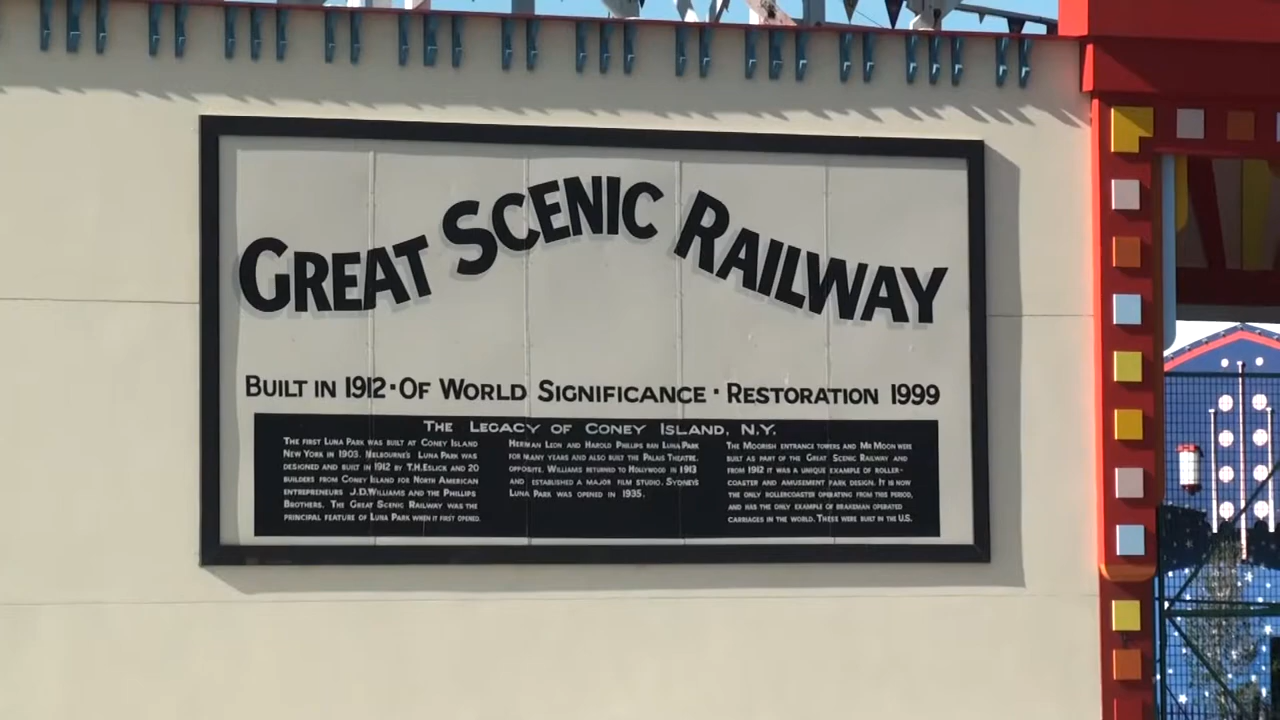 GREAT SCENIC RAILWAY
BUILT IN 1912 · OF WORLD SIGNIFICANCE · RESTORATION 1999
THE LEGACY OF CONEY ISLAND, N.Y.
THE FIRST LUNA PARK WAS BUILT AT CONEY ISLAND
NEW YORK IN 1903. MELBOURNE'S LUNA PARK WAS
DESIGNED AND BUILT IN 1912 BY T.H.ESLICK AND 20
BUILDERS FROM CONEY ISLAND FOR NORTH AMERICAN
ENTREPRENEURS J.D.WILLIAMS AND THE PHILLIPS
BROTHERS. THE GREAT SCENIC RAILWAY WAS THE
PRINCIPAL FEATURE OF LUNA PARK WHEN IT FIRST OPENED.
HERMAN LEON AND HAROLD PHILLIPS RAN LUNA PARK
FOR MANY YEARS AND ALSO BUILT THE PALAIS THEATRE,
OPPOSITE. WILLIAMS RETURNED TO HOLLYWOOD IN 1913
AND ESTABLISHED A MAJOR FILM STUDIO. SYDNEY'S
LUNA PARK WAS OPENED IN 1935.
THE MOORISH ENTRANCE TOWERS AND MR MOON WERE
BUILT AS PART OF THE GREAT SCENIC RAILWAY AND
FROM 1912 IT WAS A UNIQUE EXAMPLE OF ROLLER-
COASTER AND AMUSEMENT PARK DESIGN. IT IS NOW
THE ONLY ROLLERCOASTER OPERATING FROM THIS PERIOD,
AND HAS THE ONLY EXAMPLE OF BRAKEMAN OPERATED
CARRIAGES IN THE WORLD. THESE WERE BUILT IN THE U.S.